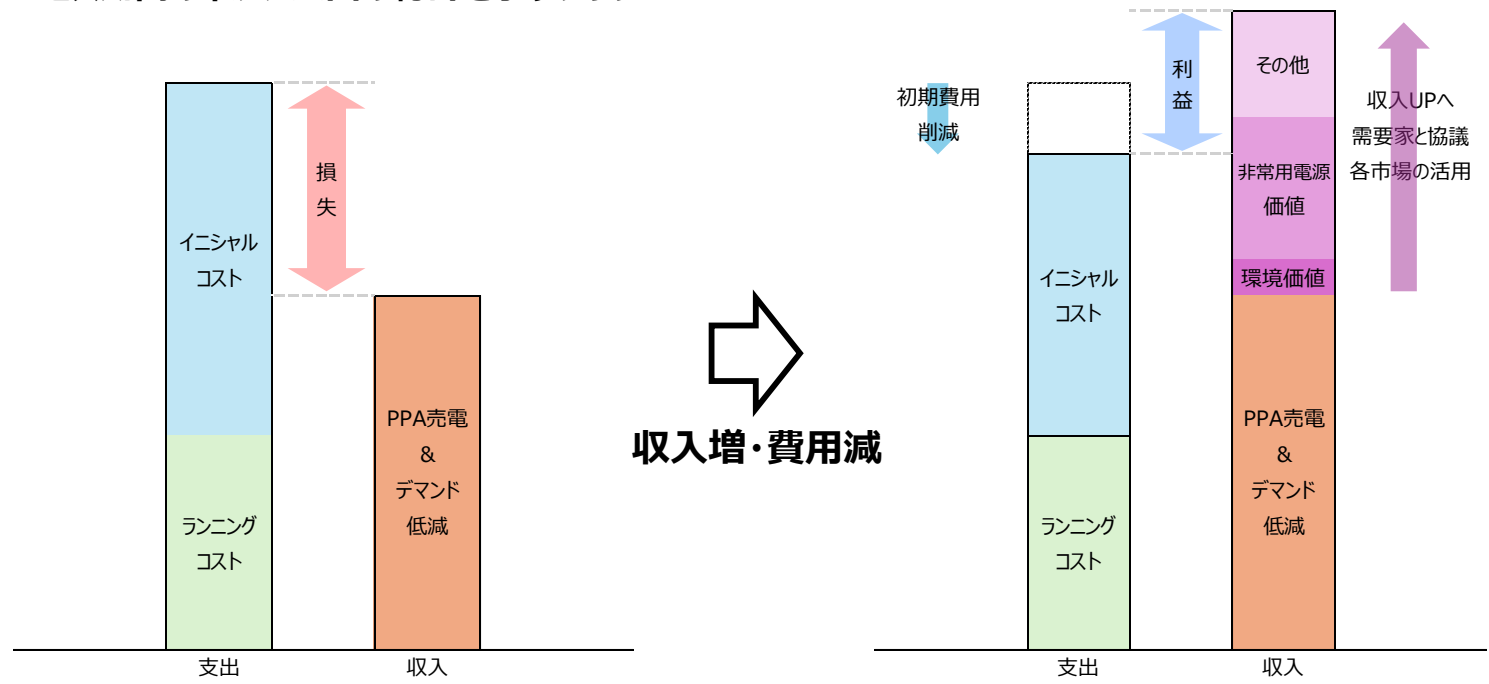 損
失
イニシャル
コスト
ランニング
コスト
PPA売電
&
デマンド
低減
支出
収入
収入増・費用減
初期費用
削減
利
益
イニシャル
コスト
ランニング
コスト
その他
非常用電源
価値
環境価値
PPA売電
&
デマンド
低減
収入UPへ
需要家と協議
各市場の活用
支出
収入